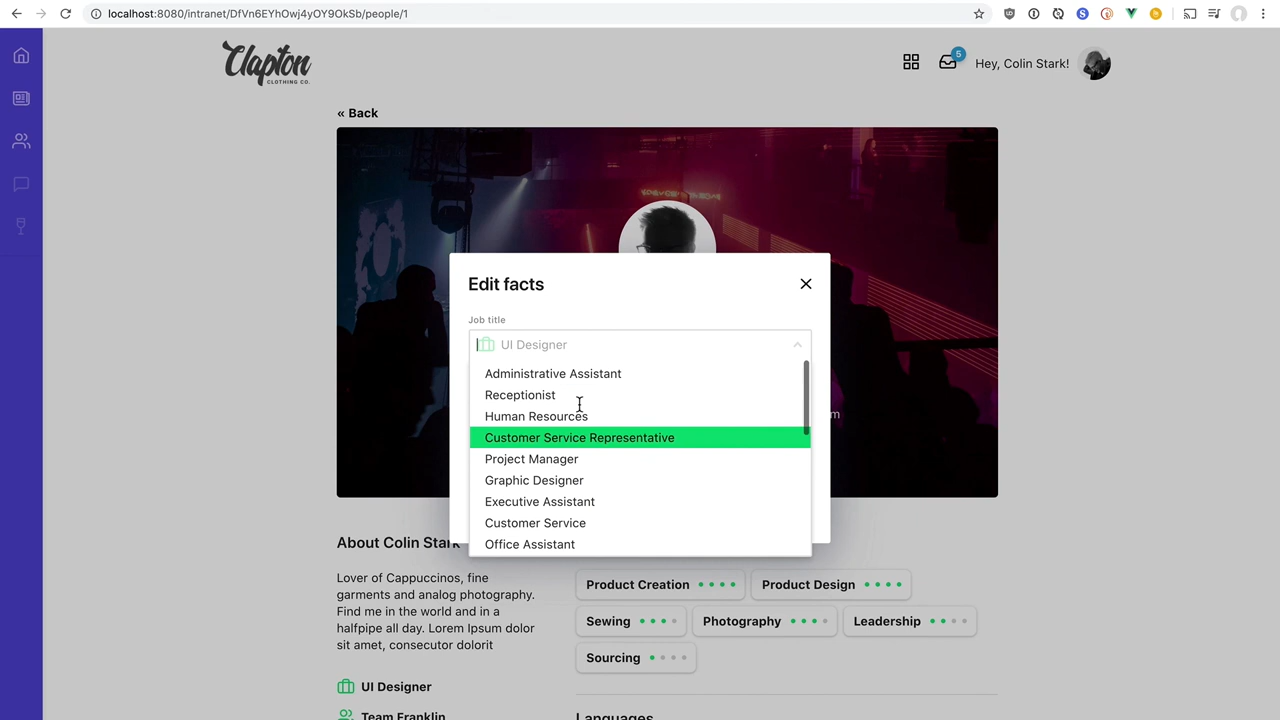 localhost:8080/intranet/DfVn6EYhOwj4yOY9OkSb/people/1
Clapton
CLOTHING CO.
5
Hey, Colin Stark!
« Back
Edit facts
Job title
UI Designer
Administrative Assistant
Receptionist
Human Resources
Customer Service Representative
Project Manager
Graphic Designer
Executive Assistant
Customer Service
Office Assistant
m
About Colin Stark
Lover of Cappuccinos, fine
garments and analog photography.
Find me in the world and in a
halfpipe all day. Lorem Ipsum dolor
sit amet, consecutor dolorit
UI Designer
Team Franklin
Product Creation
Product Design
Sewing
Photography
Leadership
Sourcing
Languages